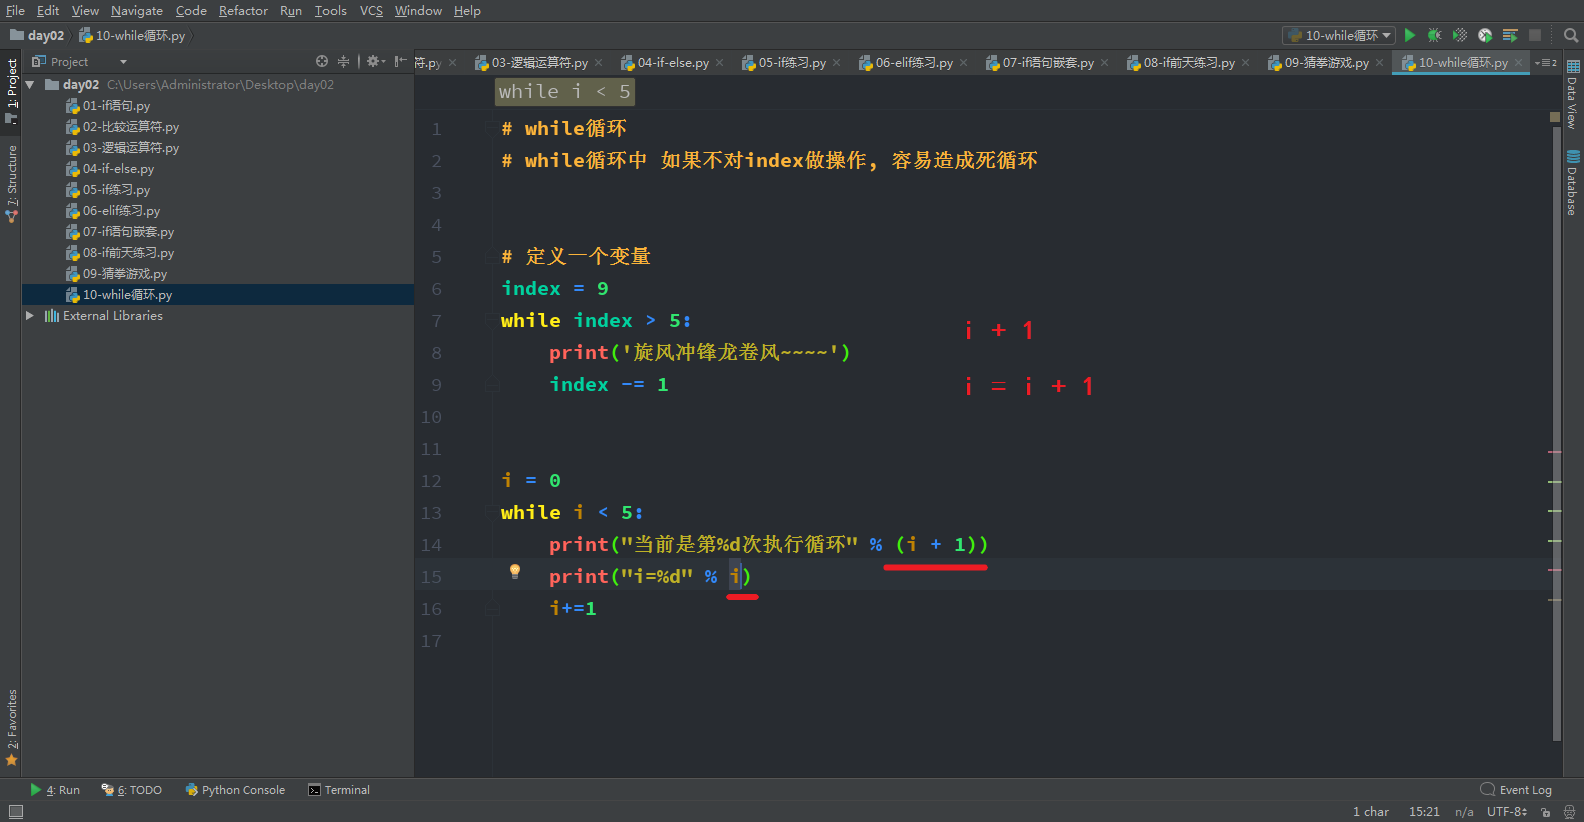 File Edit View Navigate Code Refactor Run Tools VCS Window Help
day02 10-while循环.py 10-while循环
Project 符.py 03-逻辑运算符.py 04-if-else.py 05-if练习.py 06-elif练习.py 07-if语句嵌套.py 08-if前天练习.py 09-猜拳游戏.py 10-while循环.py 2
1: Project
7: Structure
2: Favorites
day02 C:\Users\Administrator\Desktop\day02
01-if语句.py
02-比较运算符.py
03-逻辑运算符.py
04-if-else.py
05-if练习.py
06-elif练习.py
07-if语句嵌套.py
08-if前天练习.py
09-猜拳游戏.py
10-while循环.py
External Libraries
while i < 5
1 # while循环
2 # while循环中 如果不对index做操作, 容易造成死循环
3
4
5 # 定义一个变量
6 index = 9
7 while index > 5:
8 print('旋风冲锋龙卷风~~~~')
9 index -= 1
10
11
12 i = 0
13 while i < 5:
14 print("当前是第%d次执行循环" % (i + 1))
15 print("i=%d" % i)
16 i+=1
17
i + 1
i = i + 1
Data View
Database
4: Run 6: TODO Python Console Terminal Event Log
1 char 15:21 n/a UTF-8